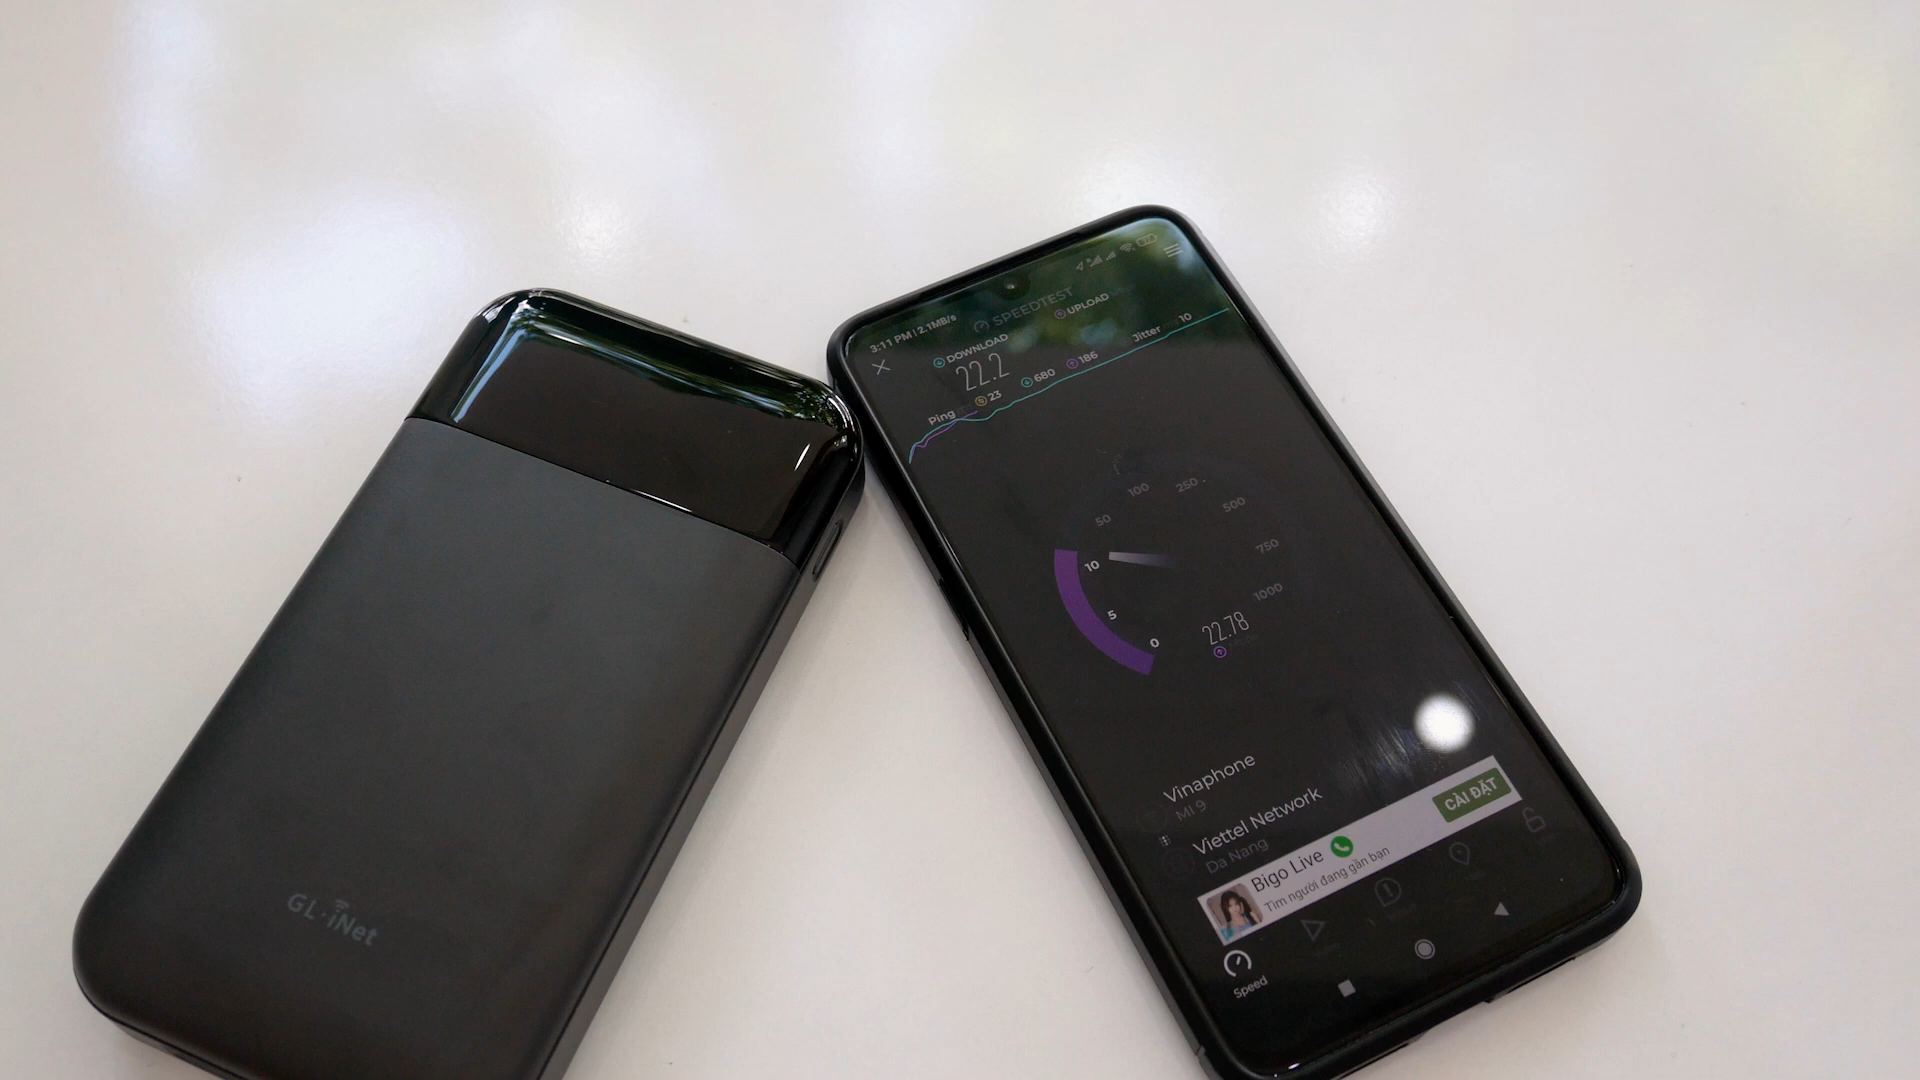 GL·iNet
3:11 PM | 2.1MB/s
SPEEDTEST
DOWNLOAD
UPLOAD
22.2
Ping 23 680 186 Jitter 10
0
5
10
50
100
250
500
750
1000
22.78
Vinaphone
MI 9
Viettel Network
Da Nang
Bigo Live
Tìm người đang gần bạn
CÀI ĐẶT
Speed